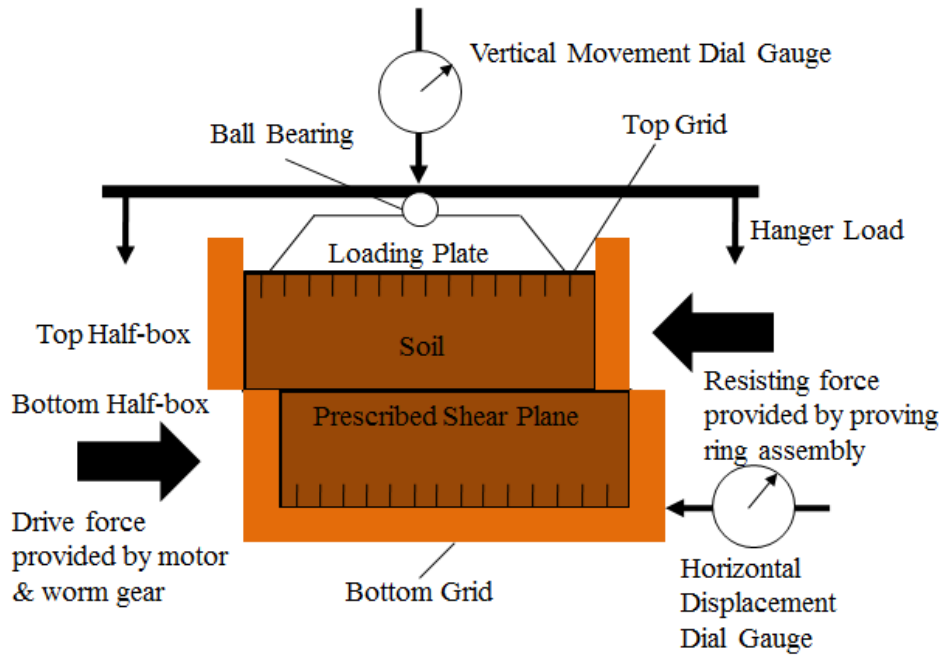 Vertical Movement Dial Gauge
Ball Bearing
Top Grid
Hanger Load
Loading Plate
Top Half-box
Soil
Bottom Half-box
Prescribed Shear Plane
Resisting force
provided by proving
ring assembly
Drive force
provided by motor
& worm gear
Bottom Grid
Horizontal
Displacement
Dial Gauge